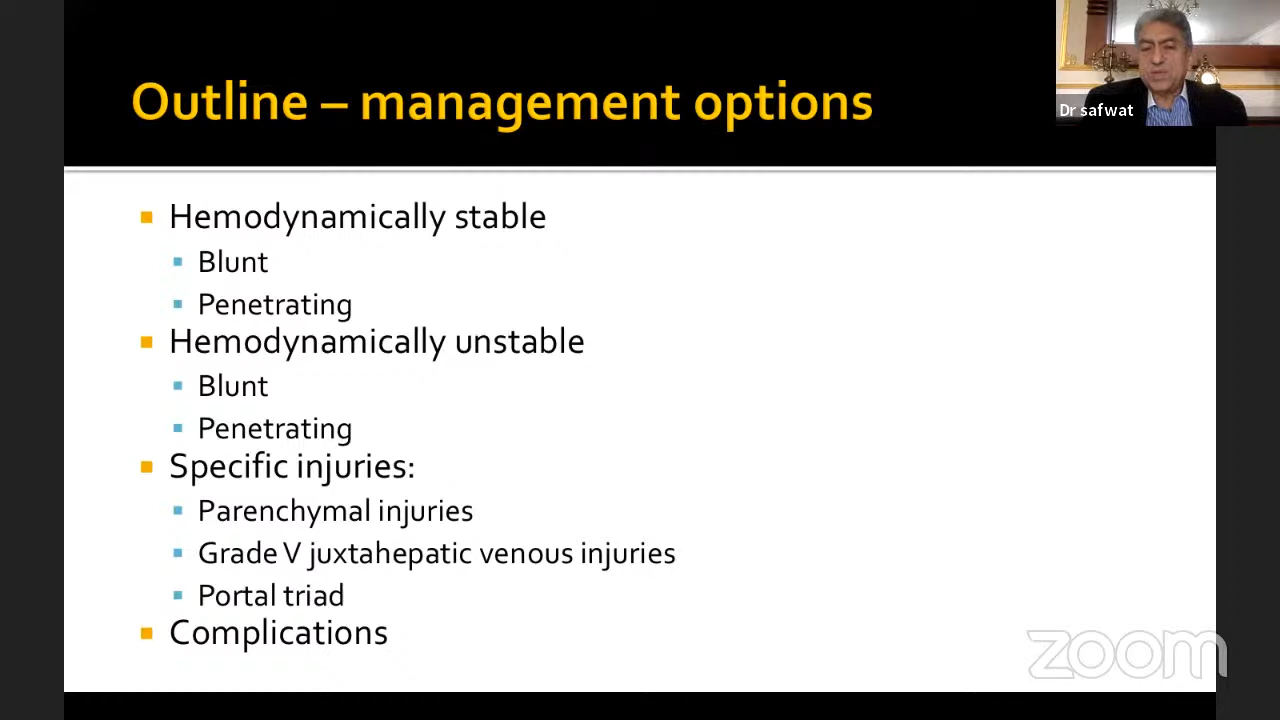 Outline – management options
Dr safwat
Hemodynamically stable
Blunt
Penetrating
Hemodynamically unstable
Blunt
Penetrating
Specific injuries:
Parenchymal injuries
Grade V juxtahepatic venous injuries
Portal triad
Complications
zoom